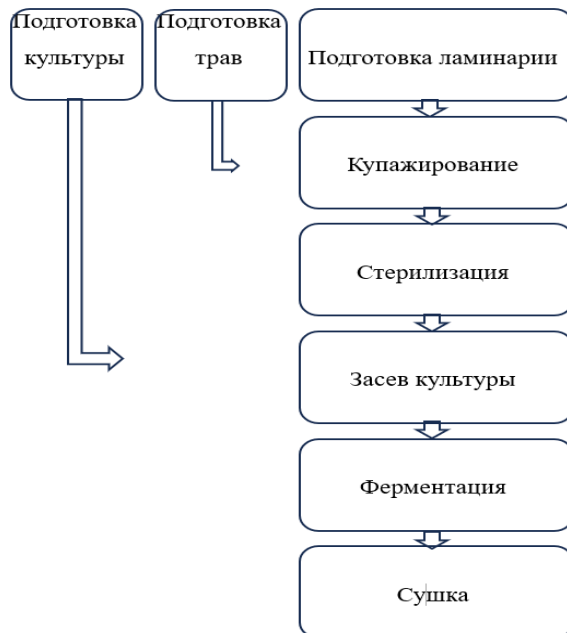 Подготовка
культуры
Подготовка
трав
Подготовка ламинарии
Купажирование
Стерилизация
Засев культуры
Ферментация
Сушка